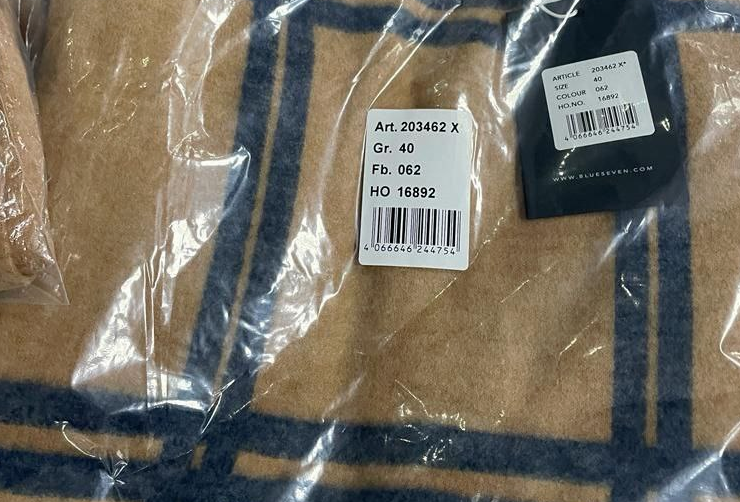 Art. 203462 X
Gr. 40
Fb. 062
HO 16892
4 066646 244754
ARTICLE 203462 X*
SIZE 40
COLOUR 062
HO.NO. 16892
4 066646 244754
WWW.BLUESEVEN.COM